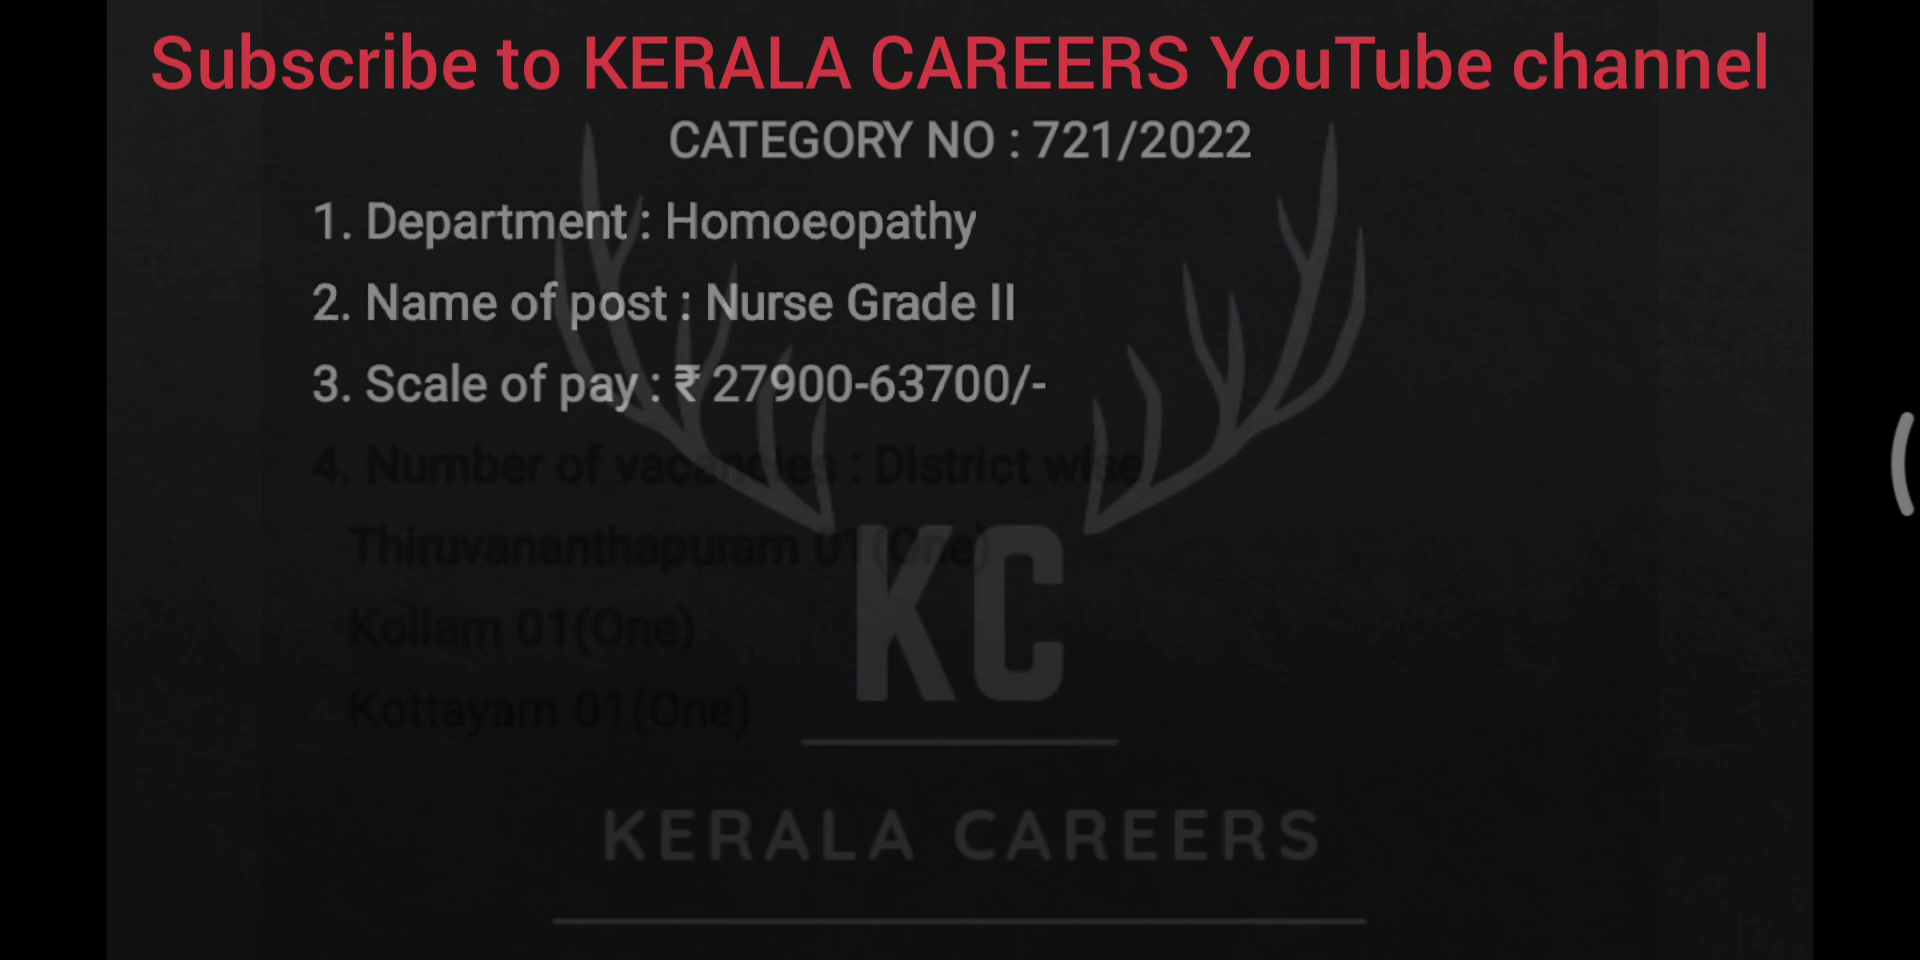 Subscribe to KERALA CAREERS YouTube channel
CATEGORY NO : 721/2022
1. Department : Homoeopathy
2. Name of post : Nurse Grade II
3. Scale of pay : ₹ 27900-63700/-
4. Number of vacancies : District wise
Thiruvananthapuram 01(One)
Kollam 01(One)
Kottayam 01(One)
KC
KERALA CAREERS